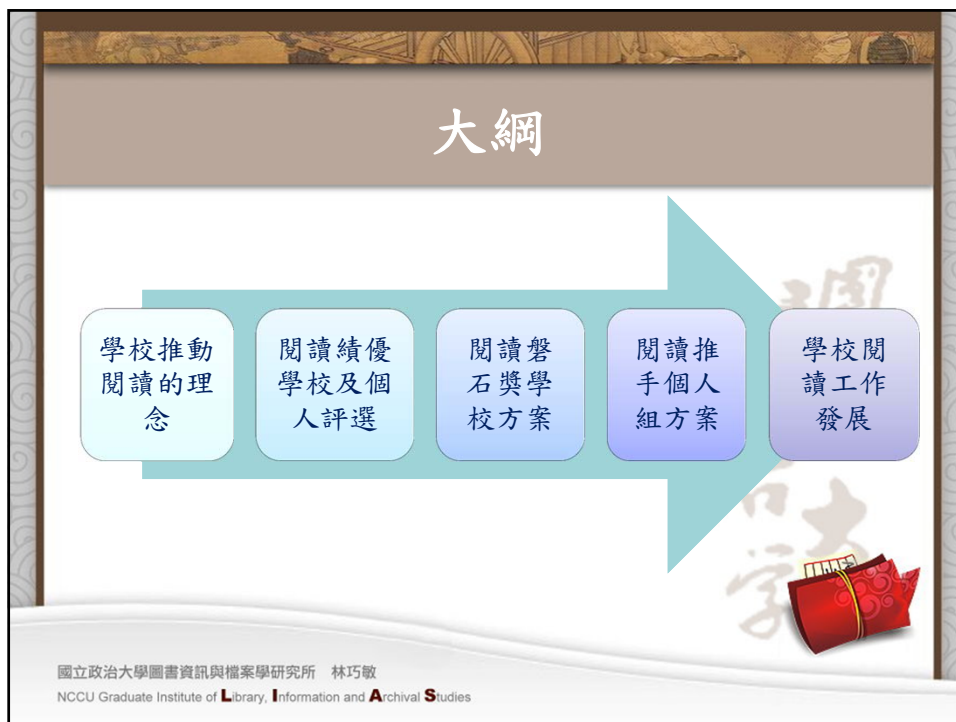 大綱
學校推動
閱讀的理
念
閱讀績優
學校及個
人評選
閱讀磐
石獎學
校方案
閱讀推
手個人
組方案
學校閱
讀工作
發展
國立政治大學圖書資訊與檔案學研究所 林巧敏
NCCU Graduate Institute of Library, Information and Archival Studies